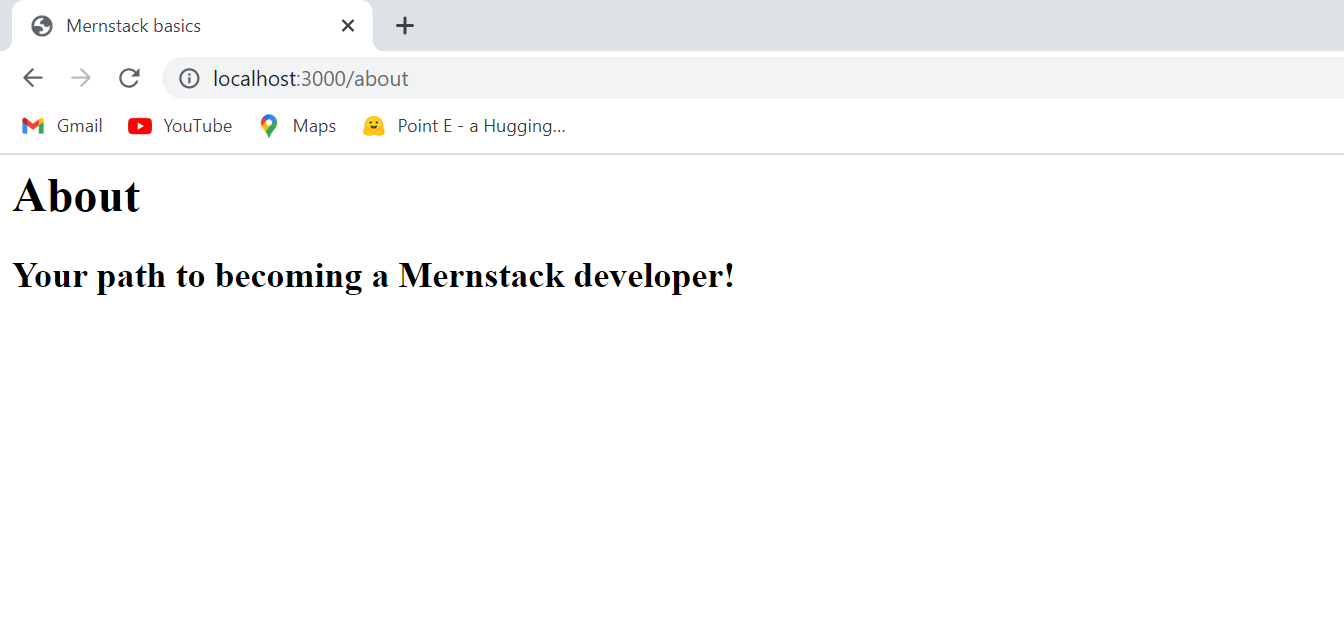 Mernstack basics
localhost:3000/about
Gmail YouTube Maps Point E - a Hugging...
About
Your path to becoming a Mernstack developer!